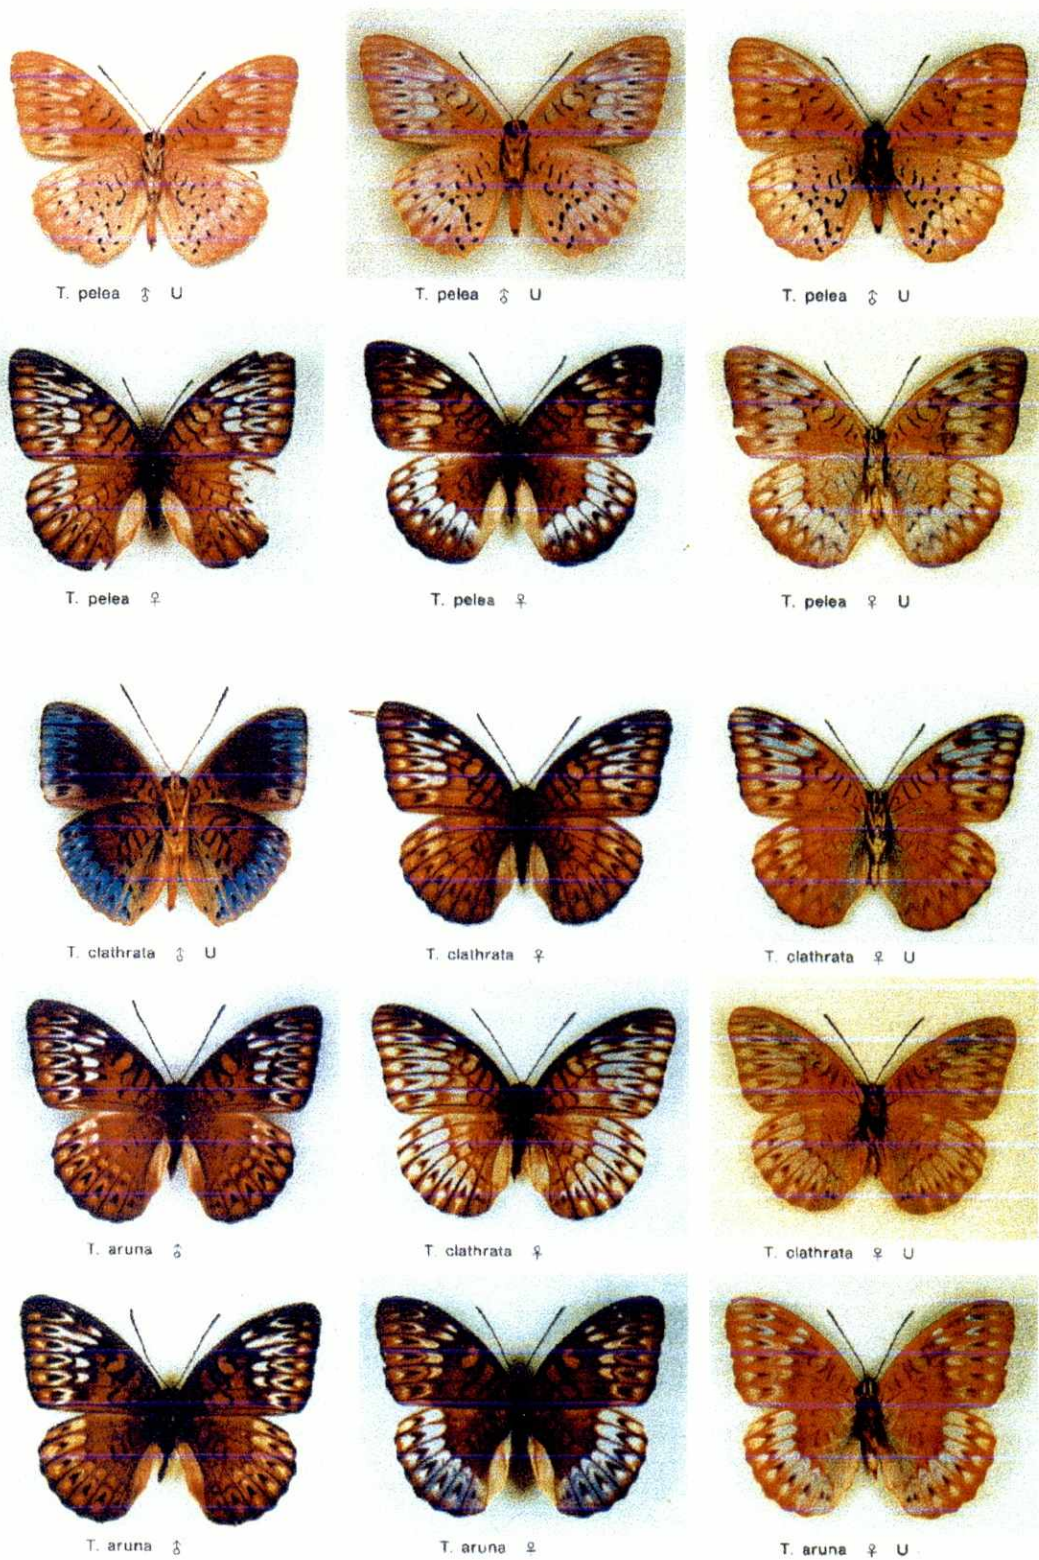 T. pelea ♂ U
T. pelea ♂ U
T. pelea ♂ U
T. pelea ♀
T. pelea ♀
T. pelea ♀ U
T. clathrata ♂ U
T. clathrata ♀
T. clathrata ♀ U
T. aruna ♂
T. clathrata ♀
T. clathrata ♀ U
T. aruna ♂
T. aruna ♀
T. aruna ♀ U